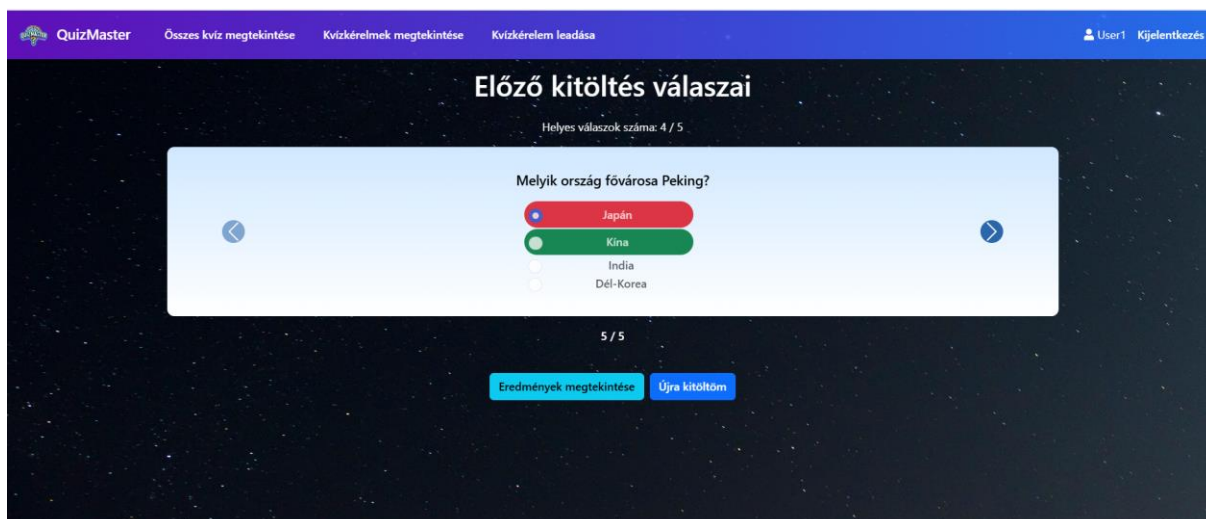 QuizMaster Összes kvíz megtekintése Kvízkérelmek megtekintése Kvízkérelem leadása User1 Kijelentkezés
Előző kitöltés válaszai
Helyes válaszok száma: 4 / 5
Melyik ország fővárosa Peking?
Japán
Kína
India
Dél-Korea
5 / 5
Eredmények megtekintése Újra kitöltöm